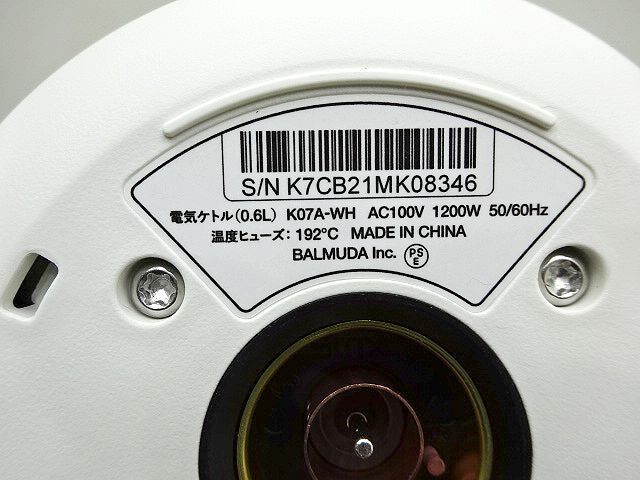 S/N K7CB21MK08346
電気ケトル(0.6L) K07A-WH AC100V 1200W 50/60Hz
温度ヒューズ: 192°C MADE IN CHINA
BALMUDA Inc. PSE